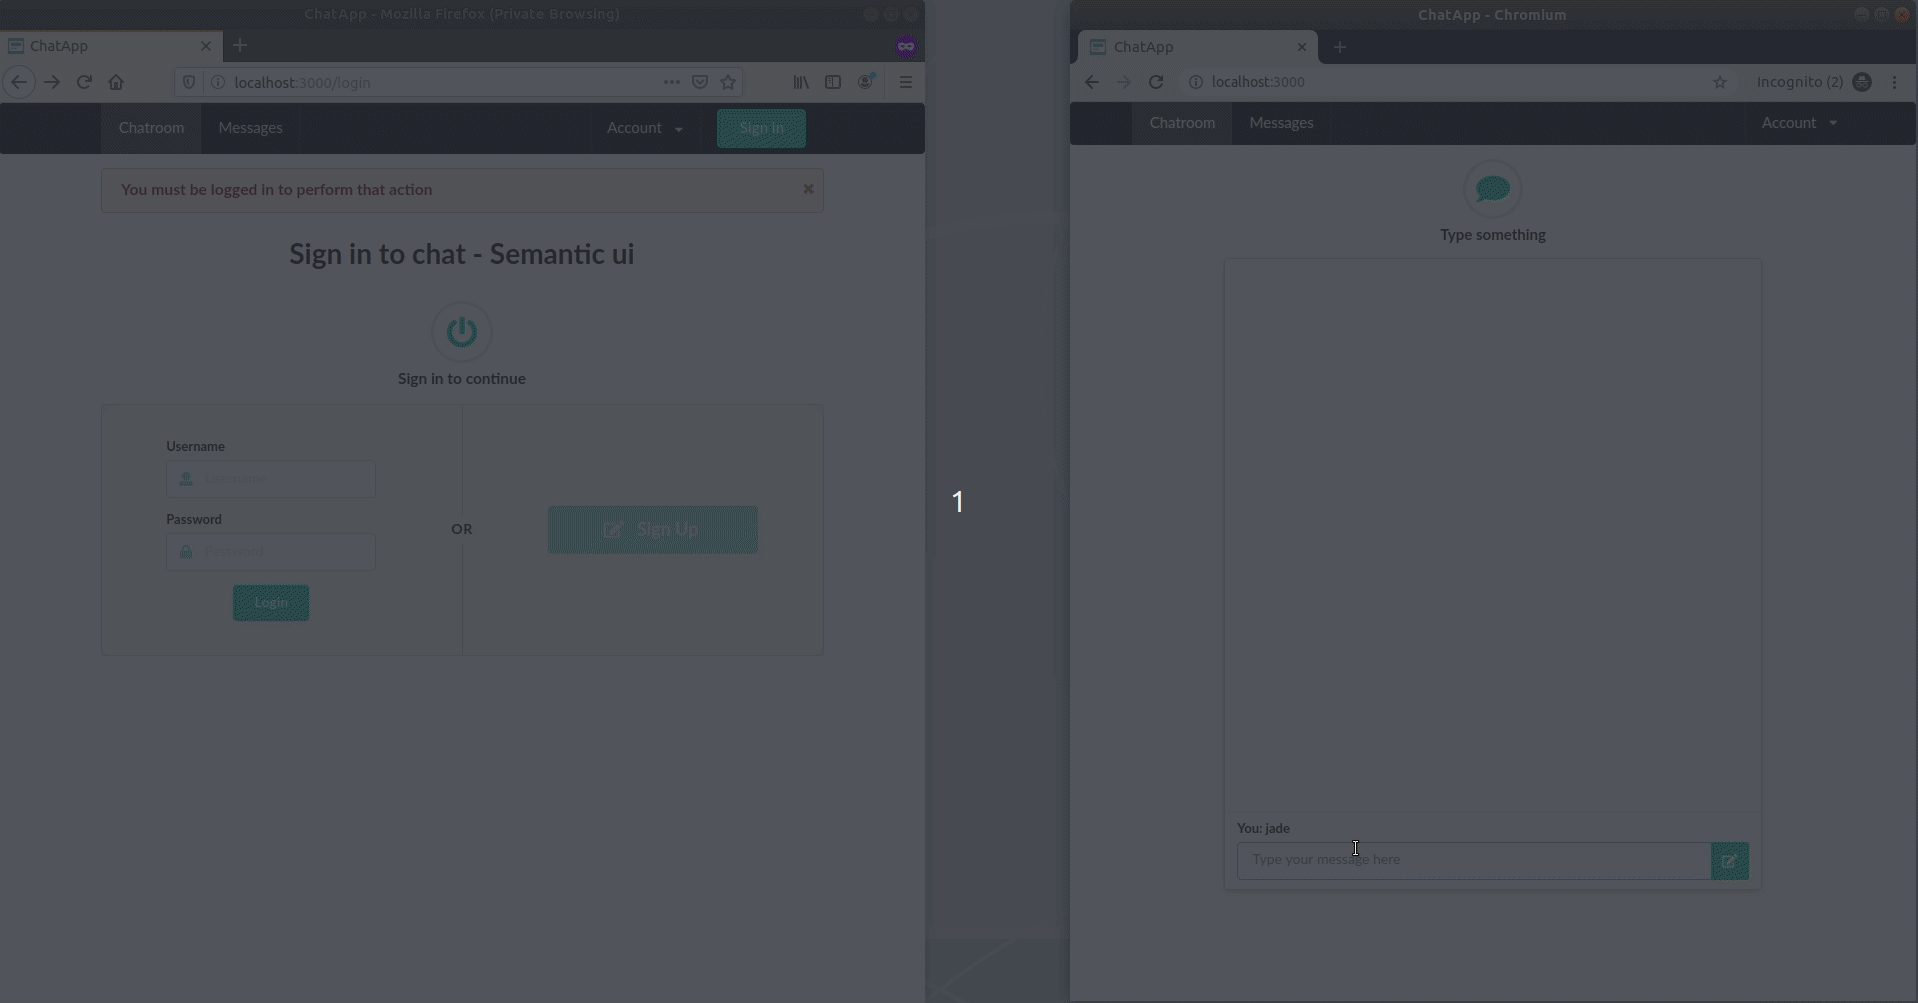 ChatApp - Mozilla Firefox (Private Browsing)
ChatApp
localhost:3000/login
Chatroom
Messages
Account
Sign in
You must be logged in to perform that action
Sign in to chat - Semantic ui
Sign in to continue
Username
Username
Password
Password
Login
OR
Sign Up
1
ChatApp - Chromium
ChatApp
localhost:3000
Incognito (2)
Chatroom
Messages
Account
Type something
You: jade
Type your message here